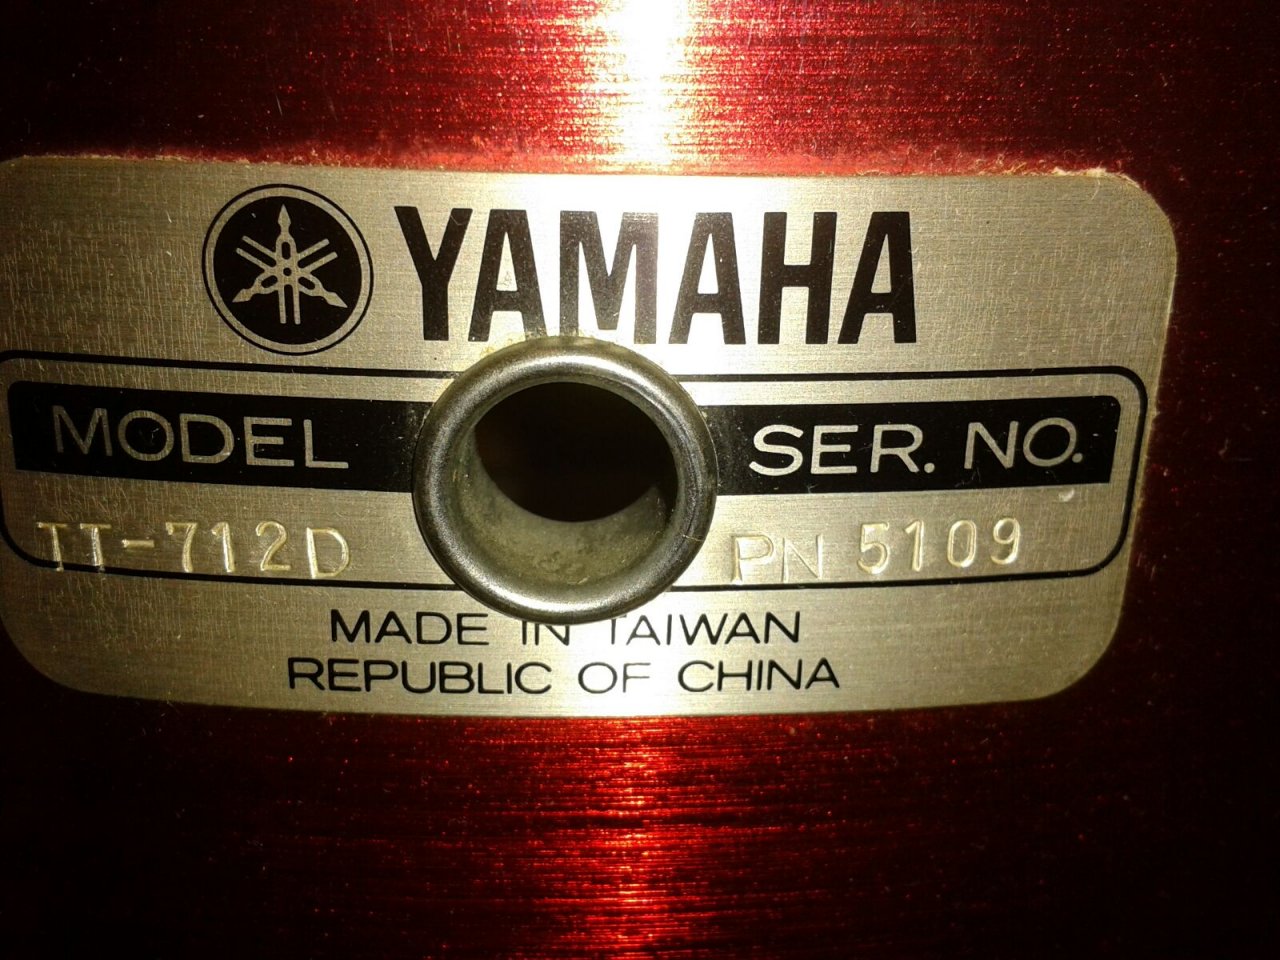 YAMAHA
MODEL SER. NO.
TT-712D PN 5109
MADE IN TAIWAN
REPUBLIC OF CHINA